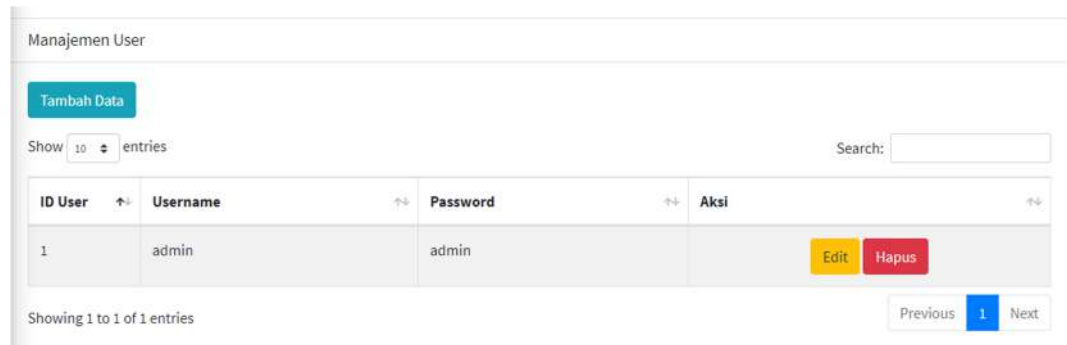 Manajemen User
Tambah Data
Show 10 entries Search:
ID User Username Password Aksi
1 admin admin Edit Hapus
Showing 1 to 1 of 1 entries Previous 1 Next